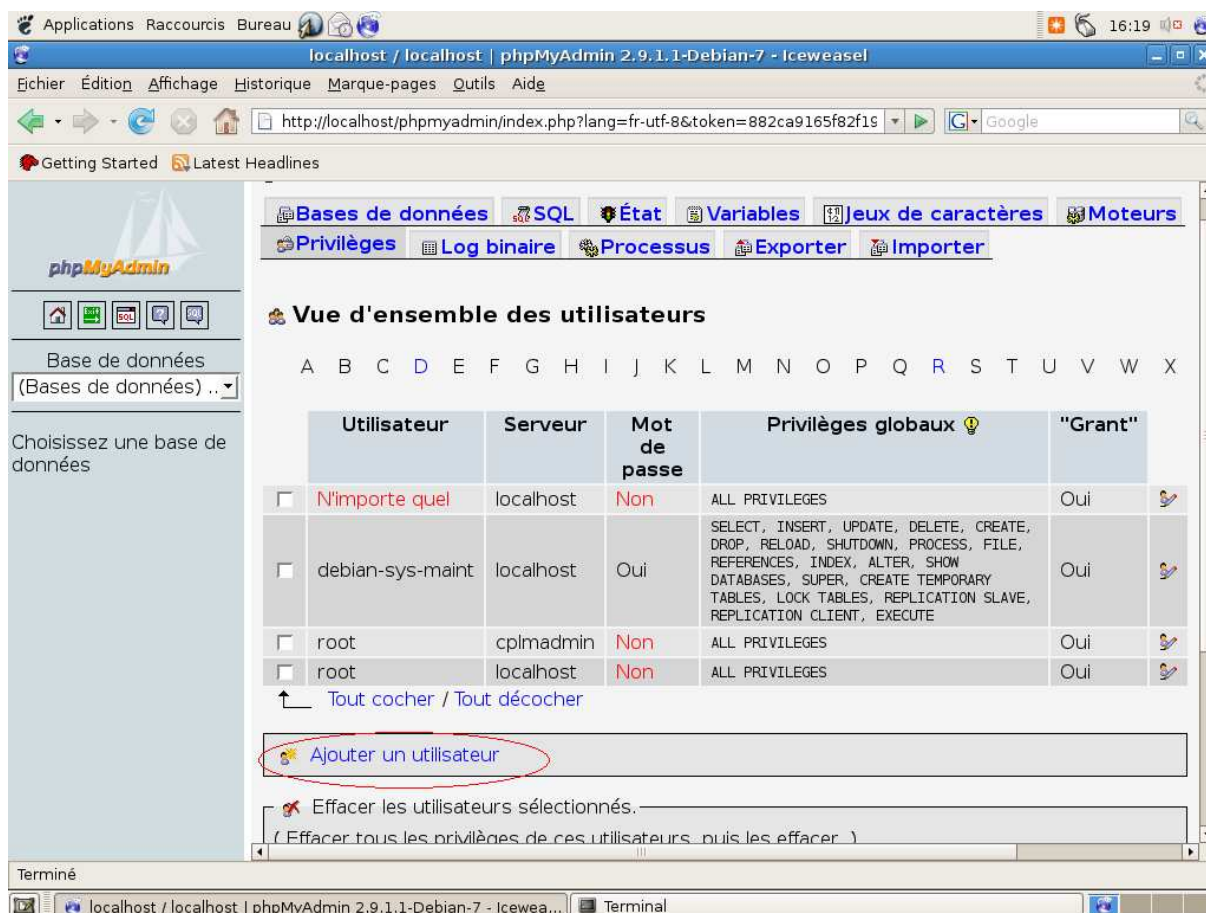 Applications Raccourcis Bureau 16:19
localhost / localhost | phpMyAdmin 2.9.1.1-Debian-7 - Iceweasel
Fichier Édition Affichage Historique Marque-pages Outils Aide
http://localhost/phpmyadmin/index.php?lang=fr-utf-8&token=882ca9165f82f19 G Google
Getting Started Latest Headlines
phpMyAdmin
Base de données
(Bases de données) ...
Choisissez une base de
données
Bases de données SQL État Variables Jeux de caractères Moteurs
Privilèges Log binaire Processus Exporter Importer
Vue d'ensemble des utilisateurs
A B C D E F G H I J K L M N O P Q R S T U V W X
Utilisateur Serveur Mot de passe Privilèges globaux "Grant"
N'importe quel localhost Non ALL PRIVILEGES Oui
debian-sys-maint localhost Oui SELECT, INSERT, UPDATE, DELETE, CREATE,
DROP, RELOAD, SHUTDOWN, PROCESS, FILE,
REFERENCES, INDEX, ALTER, SHOW
DATABASES, SUPER, CREATE TEMPORARY
TABLES, LOCK TABLES, REPLICATION SLAVE,
REPLICATION CLIENT, EXECUTE Oui
root cplmadmin Non ALL PRIVILEGES Oui
root localhost Non ALL PRIVILEGES Oui
Tout cocher / Tout décocher
Ajouter un utilisateur
Effacer les utilisateurs sélectionnés.
( Effacer tous les privilèges de ces utilisateurs, puis les effacer. )
Terminé
localhost / localhost | phpMyAdmin 2.9.1.1-Debian-7 - Icewea... Terminal